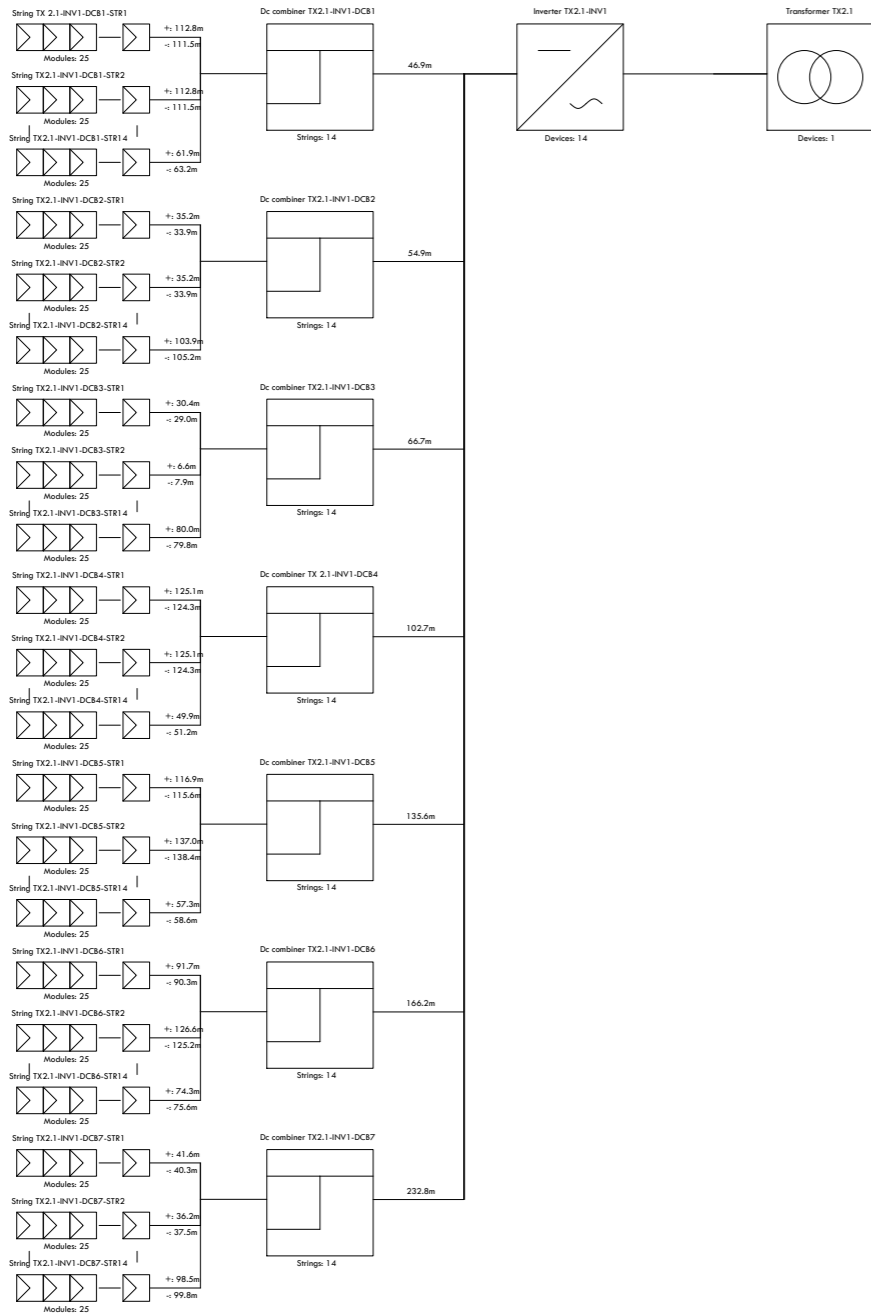 String TX 2.1-INV1-DCB1-STR1
+: 112.8m
-: 111.5m
Modules: 25
String TX2.1-INV1-DCB1-STR2
+: 112.8m
-: 111.5m
Modules: 25
String TX2.1-INV1-DCB1-STR14
+: 61.9m
-: 63.2m
Modules: 25
Dc combiner TX2.1-INV1-DCB1
Strings: 14
46.9m
Inverter TX2.1-INV1
Devices: 14
Transformer TX2.1
Devices: 1
String TX2.1-INV1-DCB2-STR1
+: 35.2m
-: 33.9m
Modules: 25
String TX2.1-INV1-DCB2-STR2
+: 35.2m
-: 33.9m
Modules: 25
String TX2.1-INV1-DCB2-STR14
+: 103.9m
-: 105.2m
Modules: 25
Dc combiner TX2.1-INV1-DCB2
Strings: 14
54.9m
String TX2.1-INV1-DCB3-STR1
+: 30.4m
-: 29.0m
Modules: 25
String TX2.1-INV1-DCB3-STR2
+: 6.6m
-: 7.9m
Modules: 25
String TX2.1-INV1-DCB3-STR14
+: 80.0m
-: 79.8m
Modules: 25
Dc combiner TX2.1-INV1-DCB3
Strings: 14
66.7m
String TX2.1-INV1-DCB4-STR1
+: 125.1m
-: 124.3m
Modules: 25
String TX2.1-INV1-DCB4-STR2
+: 125.1m
-: 124.3m
Modules: 25
String TX2.1-INV1-DCB4-STR14
+: 49.9m
-: 51.2m
Modules: 25
Dc combiner TX 2.1-INV1-DCB4
Strings: 14
102.7m
String TX2.1-INV1-DCB5-STR1
+: 116.9m
-: 115.6m
Modules: 25
String TX2.1-INV1-DCB5-STR2
+: 137.0m
-: 138.4m
Modules: 25
String TX2.1-INV1-DCB5-STR14
+: 57.3m
-: 58.6m
Modules: 25
Dc combiner TX2.1-INV1-DCB5
Strings: 14
135.6m
String TX2.1-INV1-DCB6-STR1
+: 91.7m
-: 90.3m
Modules: 25
String TX2.1-INV1-DCB6-STR2
+: 126.6m
-: 125.2m
Modules: 25
String TX2.1-INV1-DCB6-STR14
+: 74.3m
-: 75.6m
Modules: 25
Dc combiner TX2.1-INV1-DCB6
Strings: 14
166.2m
String TX2.1-INV1-DCB7-STR1
+: 41.6m
-: 40.3m
Modules: 25
String TX2.1-INV1-DCB7-STR2
+: 36.2m
-: 37.5m
Modules: 25
String TX2.1-INV1-DCB7-STR14
+: 98.5m
-: 99.8m
Modules: 25
Dc combiner TX2.1-INV1-DCB7
Strings: 14
232.8m